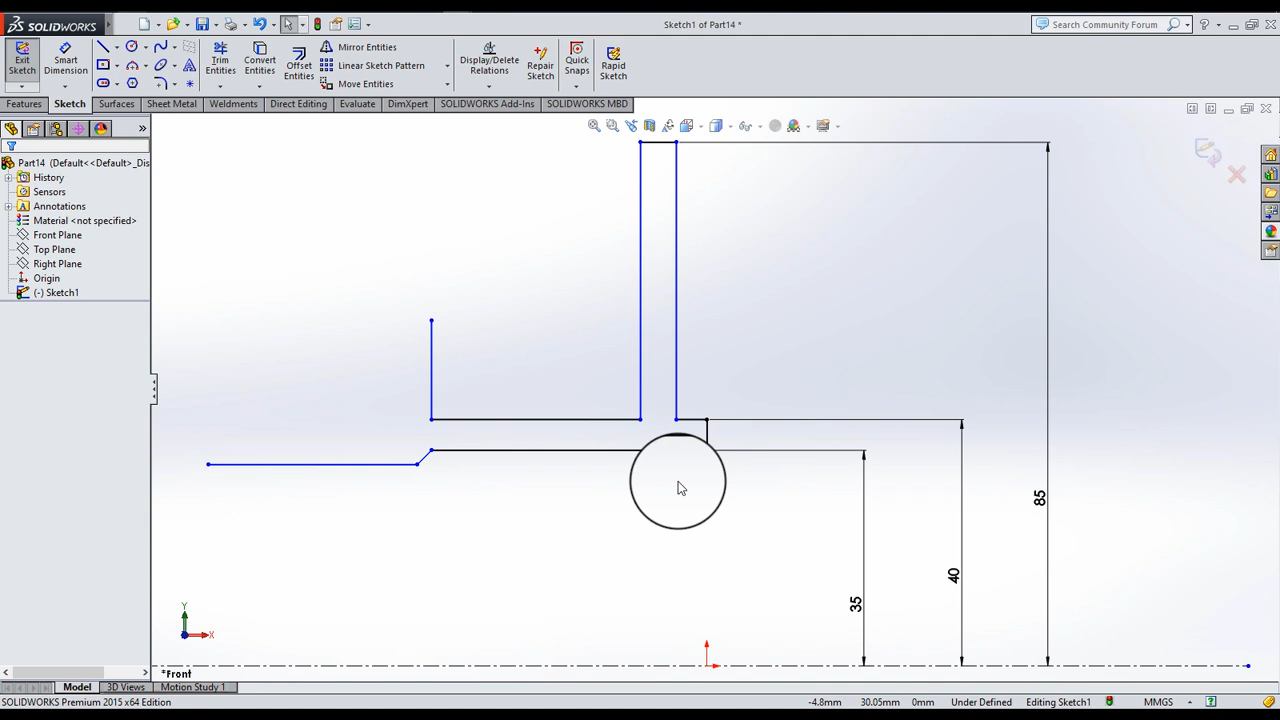 SOLIDWORKS
Sketch1 of Part14 *
Search Community Forum
Exit Sketch
Smart Dimension
Trim Entities
Convert Entities
Offset Entities
Mirror Entities
Linear Sketch Pattern
Move Entities
Display/Delete Relations
Repair Sketch
Quick Snaps
Rapid Sketch
Features
Sketch
Surfaces
Sheet Metal
Weldments
Direct Editing
Evaluate
DimXpert
SOLIDWORKS Add-Ins
SOLIDWORKS MBD
Part14 (Default<<Default>_Dis
History
Sensors
Annotations
Material <not specified>
Front Plane
Top Plane
Right Plane
Origin
(-) Sketch1
85
40
35
Y
X
*Front
Model
3D Views
Motion Study 1
SOLIDWORKS Premium 2015 x64 Edition
-4.8mm
30.05mm
0mm
Under Defined
Editing Sketch1
MMGS